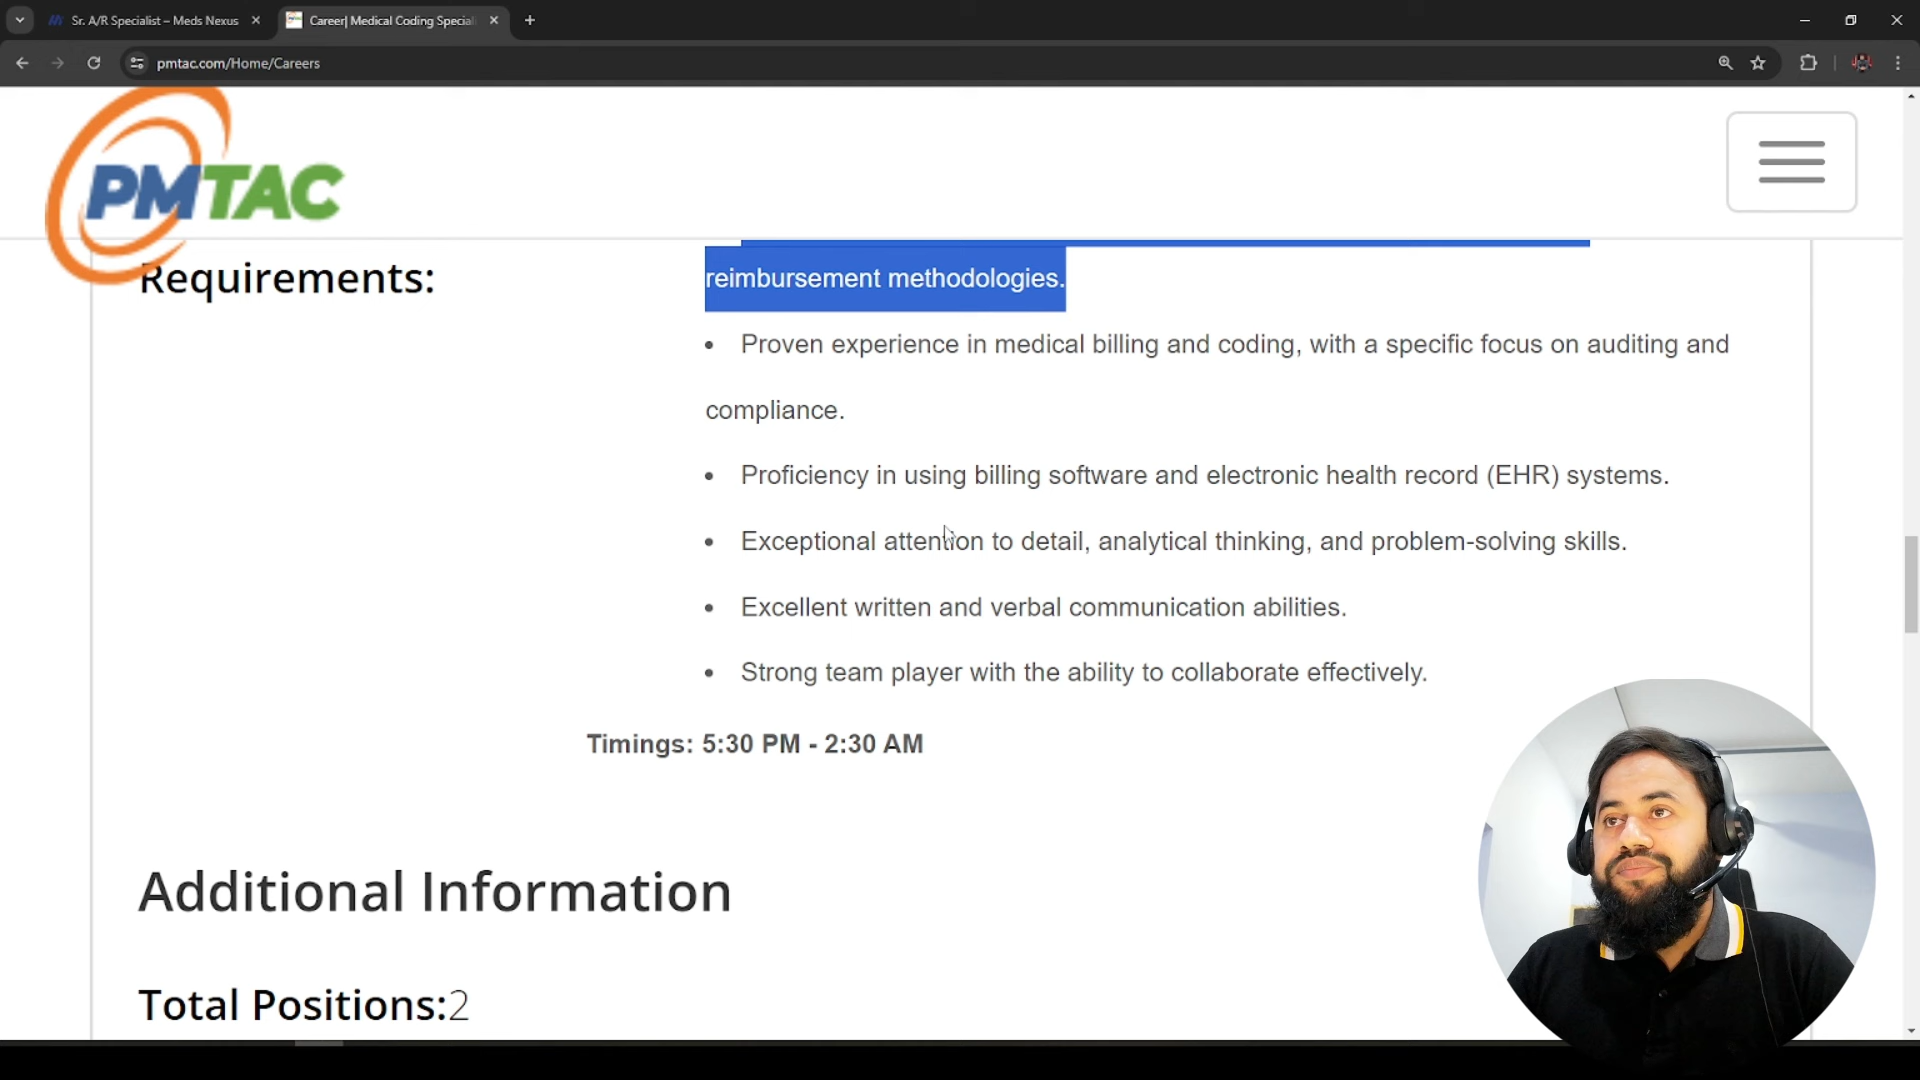 Sr. A/R Specialist – Meds Nexus
Career| Medical Coding Special
pmtac.com/Home/Careers
PMTAC
Requirements:
reimbursement methodologies.
• Proven experience in medical billing and coding, with a specific focus on auditing and
compliance.
• Proficiency in using billing software and electronic health record (EHR) systems.
• Exceptional attention to detail, analytical thinking, and problem-solving skills.
• Excellent written and verbal communication abilities.
• Strong team player with the ability to collaborate effectively.
Timings: 5:30 PM - 2:30 AM
Additional Information
Total Positions:2